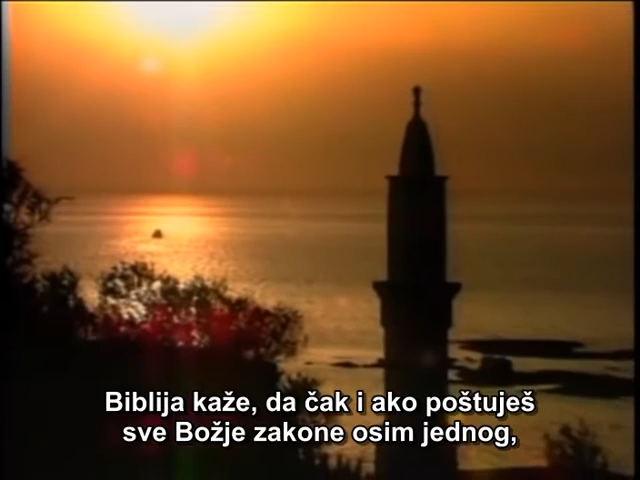 Biblija kaže, da čak i ako poštuješ
sve Božje zakone osim jednog,